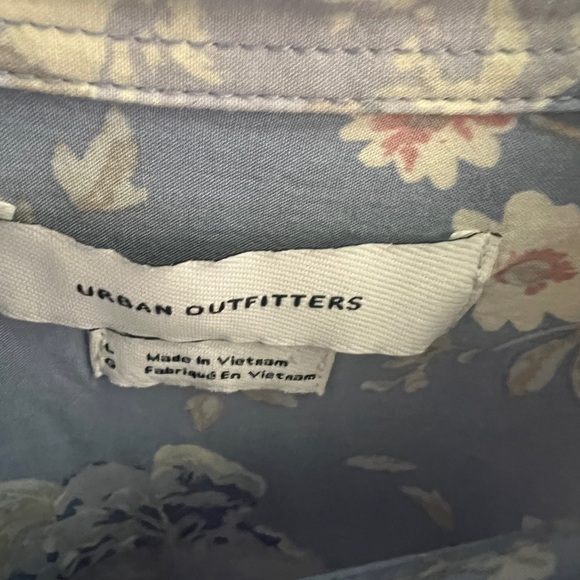 URBAN OUTFITTERS
L
G
Made In Vietnam
Fabriqué En Vietnam